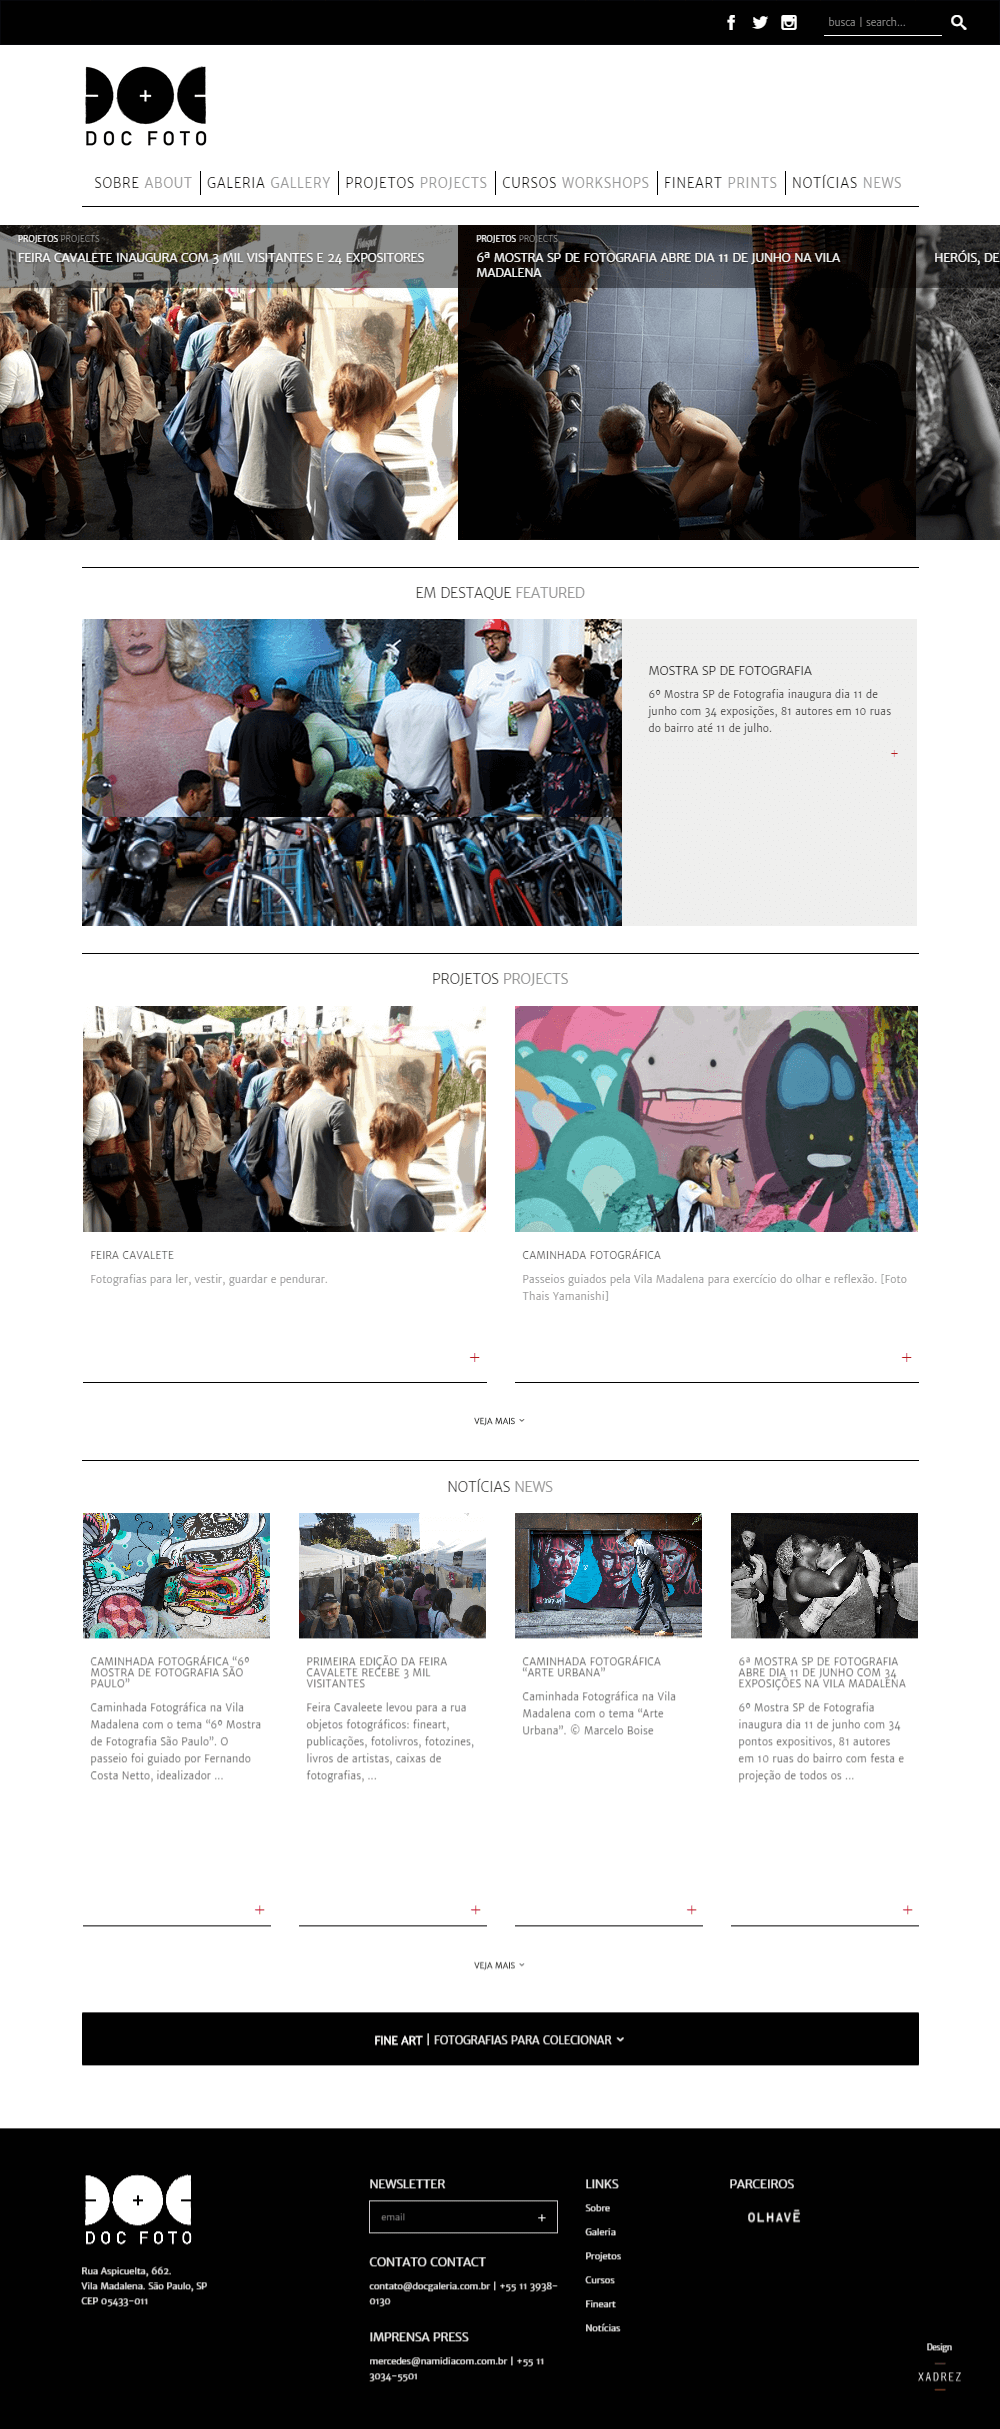 busca | search...
DOC FOTO
SOBRE ABOUT
GALERIA GALLERY
PROJETOS PROJECTS
CURSOS WORKSHOPS
FINEART PRINTS
NOTÍCIAS NEWS
PROJETOS PROJECTS
FEIRA CAVALETE INAUGURA COM 3 MIL VISITANTES E 24 EXPOSITORES
PROJETOS PROJECTS
6ª MOSTRA SP DE FOTOGRAFIA ABRE DIA 11 DE JUNHO NA VILA
MADALENA
HERÓIS, DE
EM DESTAQUE FEATURED
MOSTRA SP DE FOTOGRAFIA
6º Mostra SP de Fotografia inaugura dia 11 de
junho com 34 exposições, 81 autores em 10 ruas
do bairro até 11 de julho.
+
PROJETOS PROJECTS
FEIRA CAVALETE
Fotografias para ler, vestir, guardar e pendurar.
+
CAMINHADA FOTOGRÁFICA
Passeios guiados pela Vila Madalena para exercício do olhar e reflexão. [Foto
Thais Yamanishi]
+
VEJA MAIS
NOTÍCIAS NEWS
CAMINHADA FOTOGRÁFICA “6º
MOSTRA DE FOTOGRAFIA SÃO
PAULO”
Caminhada Fotográfica na Vila
Madalena com o tema “6º Mostra
de Fotografia São Paulo”. O
passeio foi guiado por Fernando
Costa Netto, idealizador ...
+
PRIMEIRA EDIÇÃO DA FEIRA
CAVALETE RECEBE 3 MIL
VISITANTES
Feira Cavaleete levou para a rua
objetos fotográficos: fineart,
publicações, fotolivros, fotozines,
livros de artistas, caixas de
fotografias, ...
+
CAMINHADA FOTOGRÁFICA
“ARTE URBANA”
Caminhada Fotográfica na Vila
Madalena com o tema “Arte
Urbana”. © Marcelo Boise
+
6ª MOSTRA SP DE FOTOGRAFIA
ABRE DIA 11 DE JUNHO COM 34
EXPOSIÇÕES NA VILA MADALENA
6º Mostra SP de Fotografia
inaugura dia 11 de junho com 34
pontos expositivos, 81 autores
em 10 ruas do bairro com festa e
projeção de todos os ...
+
VEJA MAIS
FINE ART | FOTOGRAFIAS PARA COLECIONAR
DOC FOTO
Rua Aspicuelta, 662.
Vila Madalena. São Paulo, SP
CEP 05433-011
NEWSLETTER
email +
CONTATO CONTACT
contato@docgaleria.com.br | +55 11 3938-
0130
IMPRENSA PRESS
mercedes@namidiacom.com.br | +55 11
3034-5501
LINKS
Sobre
Galeria
Projetos
Cursos
Fineart
Notícias
PARCEIROS
OLHAVĒ
Design
XADREZ